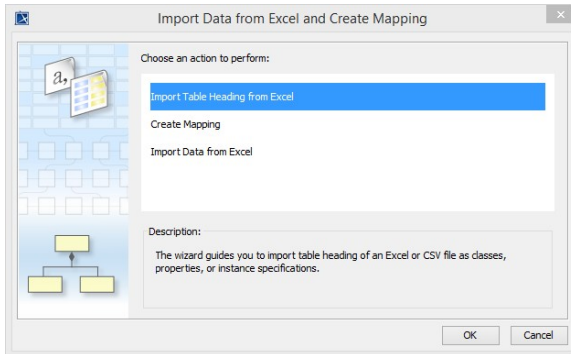 Import Data from Excel and Create Mapping
Choose an action to perform:
a,
Import Table Heading from Excel
Create Mapping
Import Data from Excel
Description:
The wizard guides you to import table heading of an Excel or CSV file as classes,
properties, or instance specifications.
OK Cancel